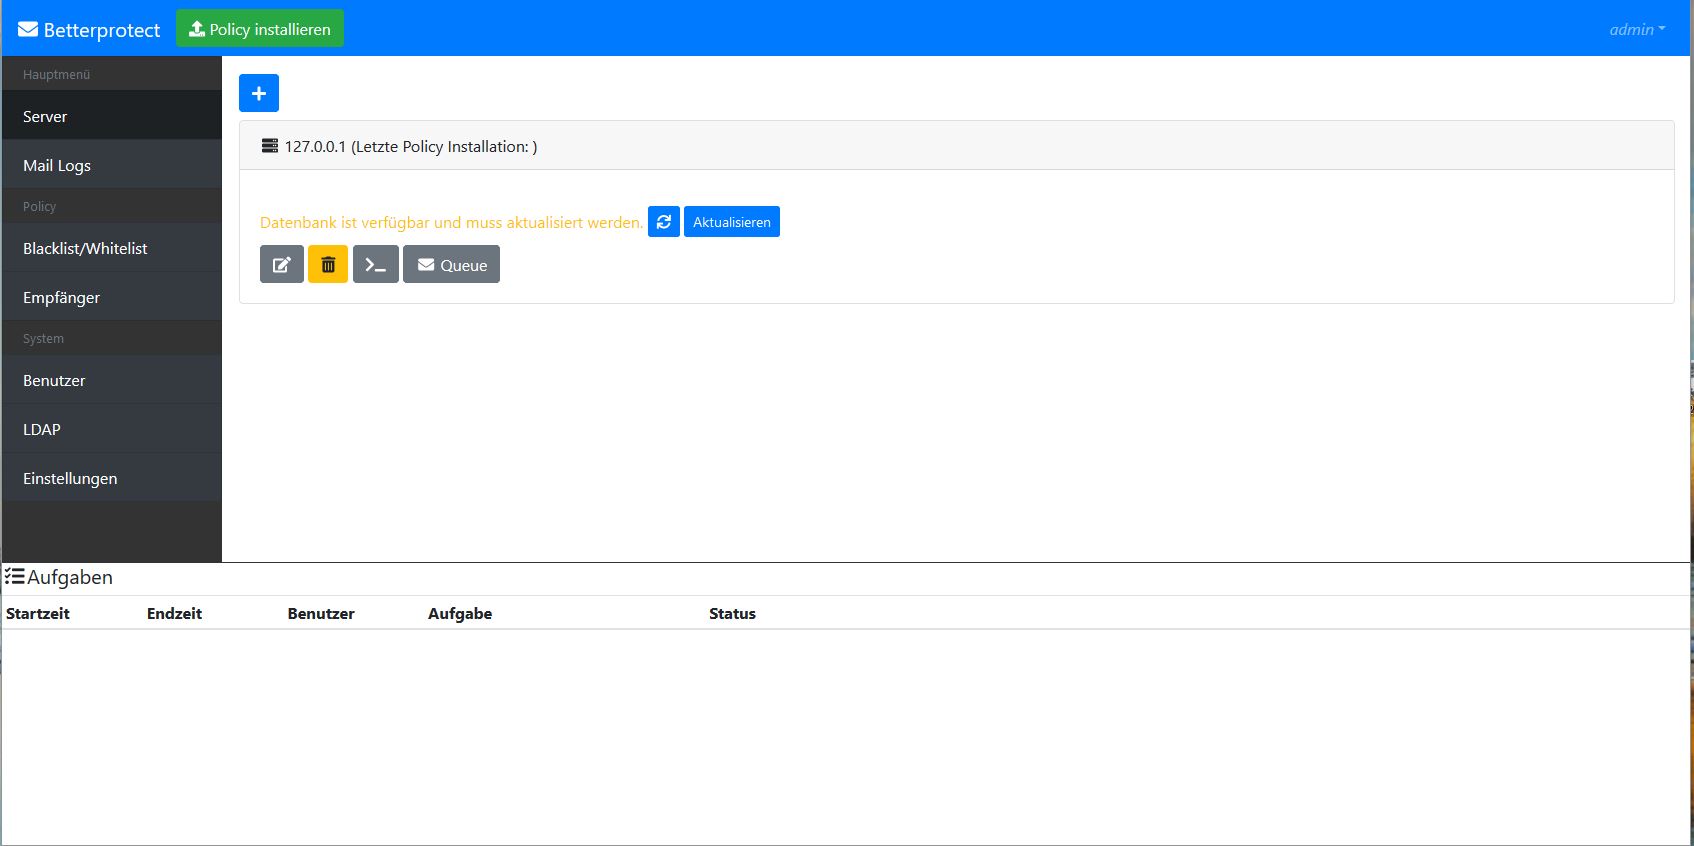 Betterprotect Policy installieren admin
Hauptmenü
Server
Mail Logs
Policy
Blacklist/Whitelist
Empfänger
System
Benutzer
LDAP
Einstellungen
127.0.0.1 (Letzte Policy Installation: )
Datenbank ist verfügbar und muss aktualisiert werden. Aktualisieren
Queue
Aufgaben
Startzeit Endzeit Benutzer Aufgabe Status